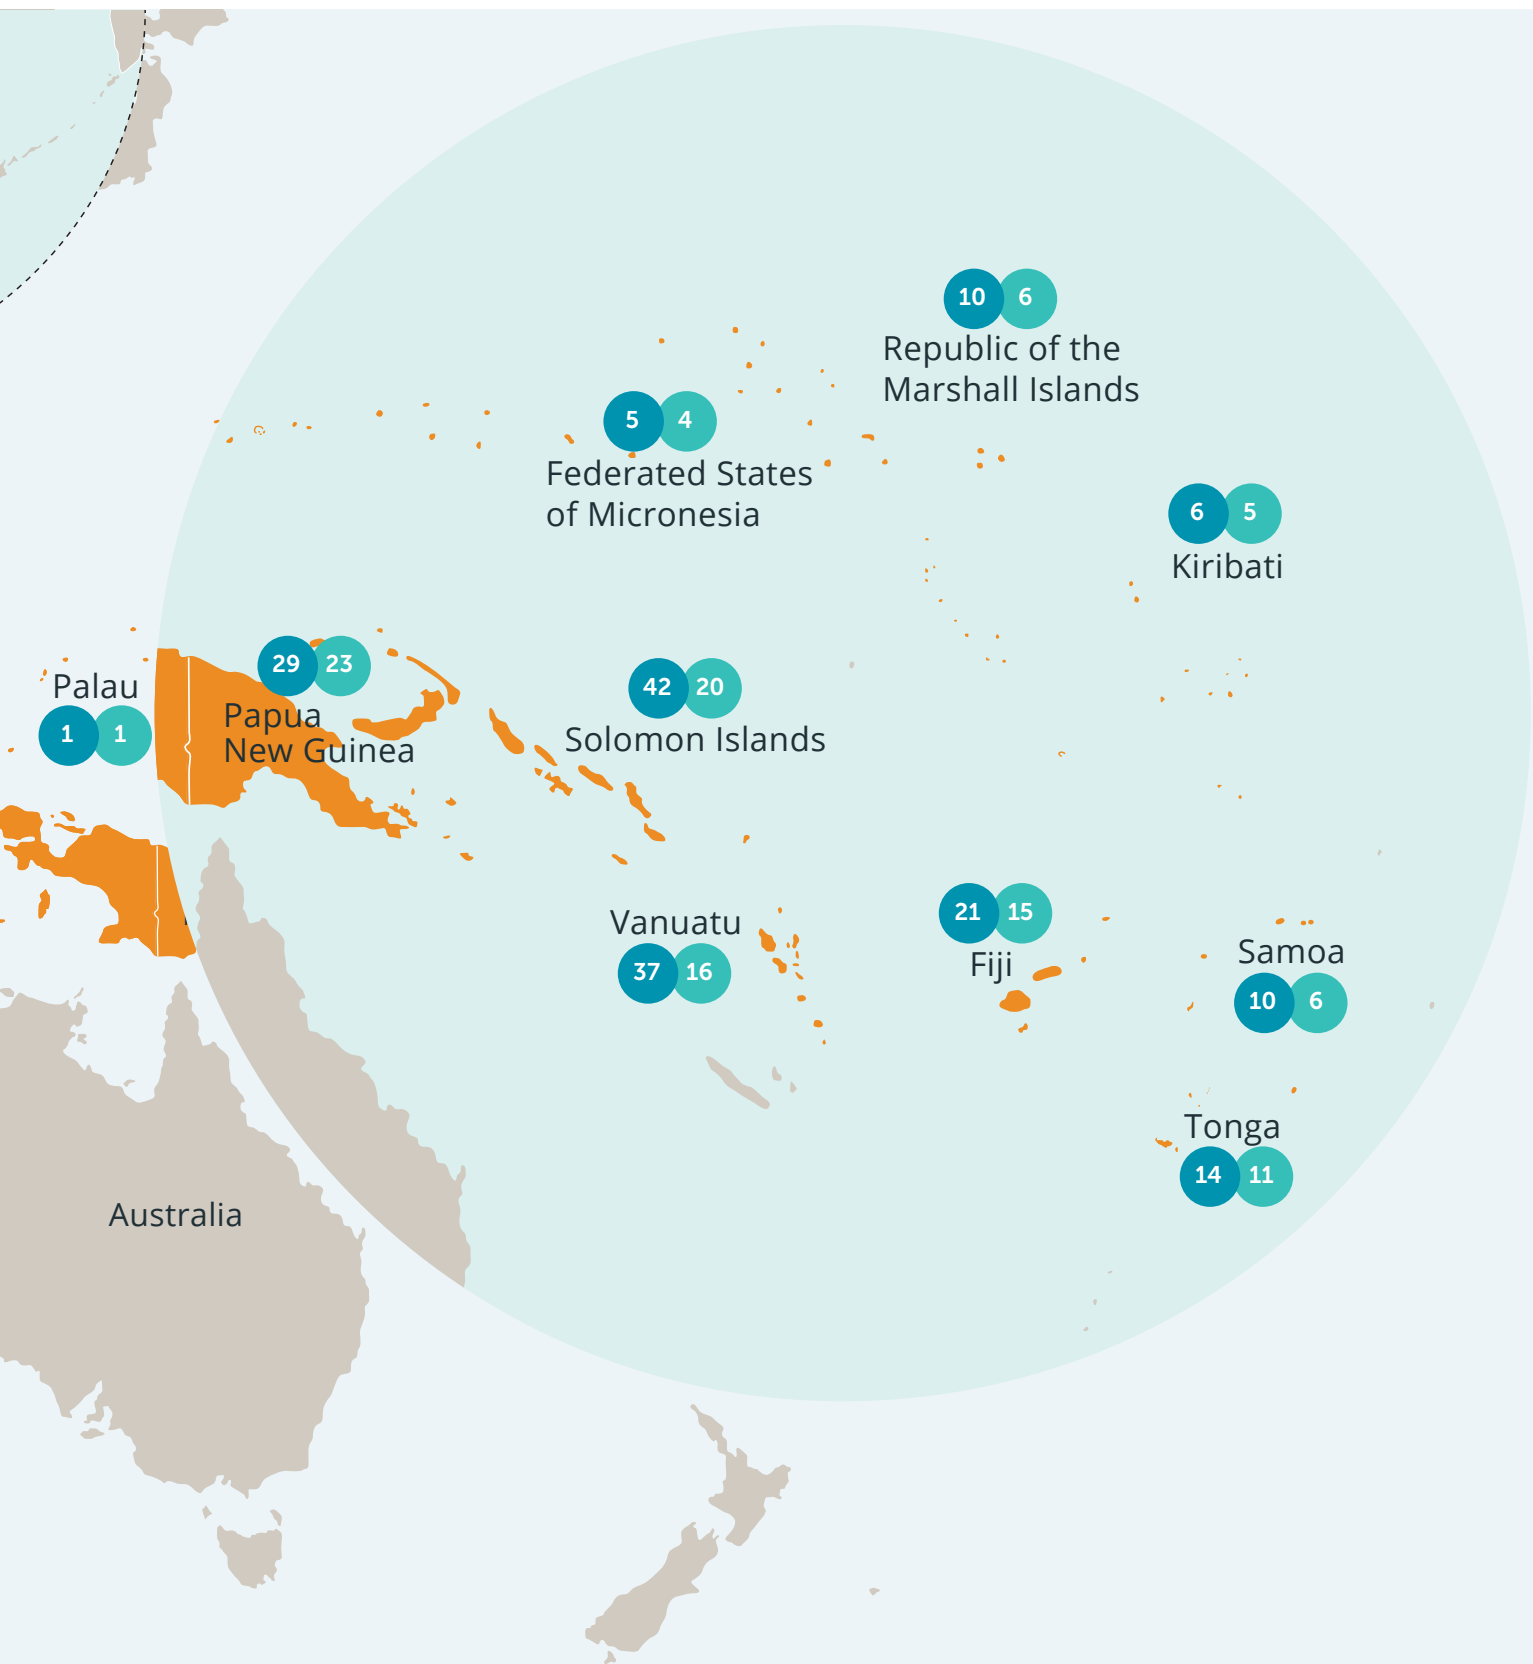 10 6
Republic of the
Marshall Islands
5 4
Federated States
of Micronesia
6 5
Kiribati
29 23
Papua
New Guinea
Palau
1 1
42 20
Solomon Islands
Vanuatu
37 16
21 15
Fiji
Samoa
10 6
Tonga
14 11
Australia